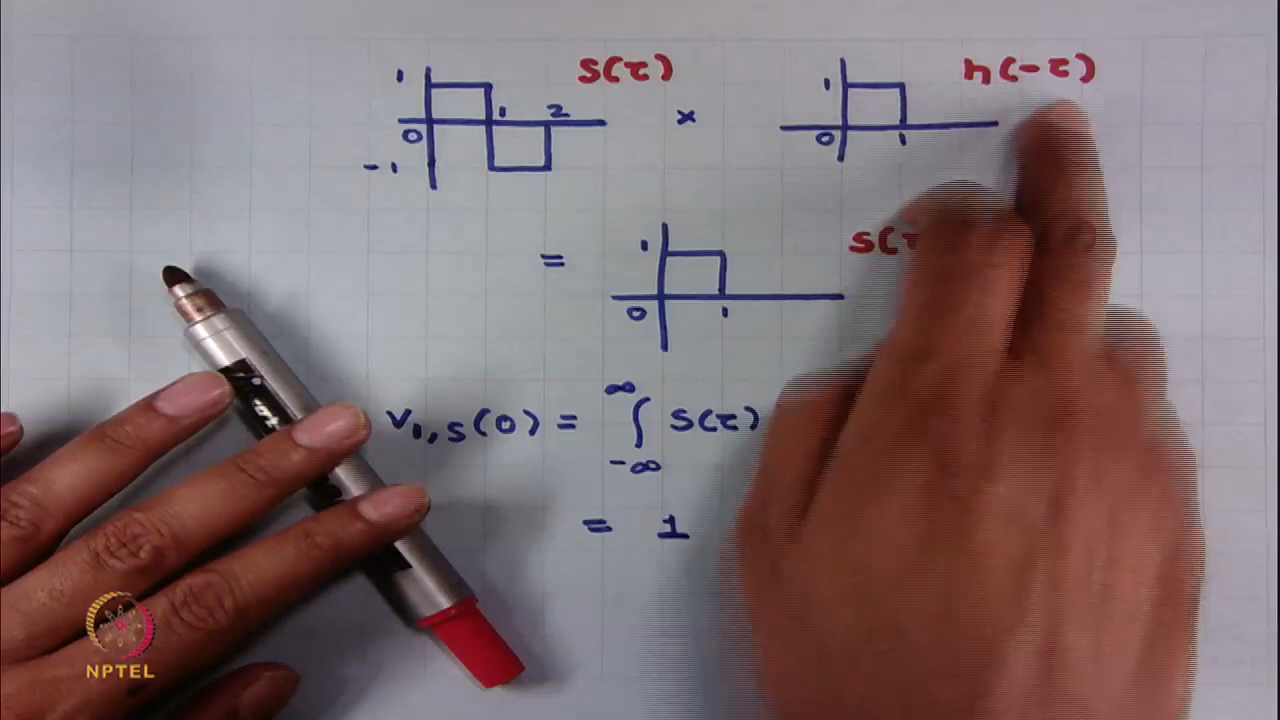 1 S(τ) 1 h(-τ)
0 1 2 × 0 1
-1
= 1 S(
0 1
V₁,ₛ(0) = ∫ ∞ -∞ S(τ)
= 1
NPTEL